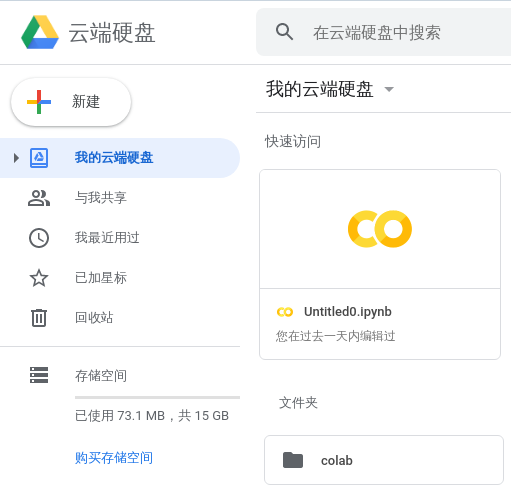 云端硬盘
在云端硬盘中搜索
新建
我的云端硬盘
与我共享
我最近用过
已加星标
回收站
存储空间
已使用 73.1 MB，共 15 GB
购买存储空间
我的云端硬盘
快速访问
Untitled0.ipynb
您在过去一天内编辑过
文件夹
colab